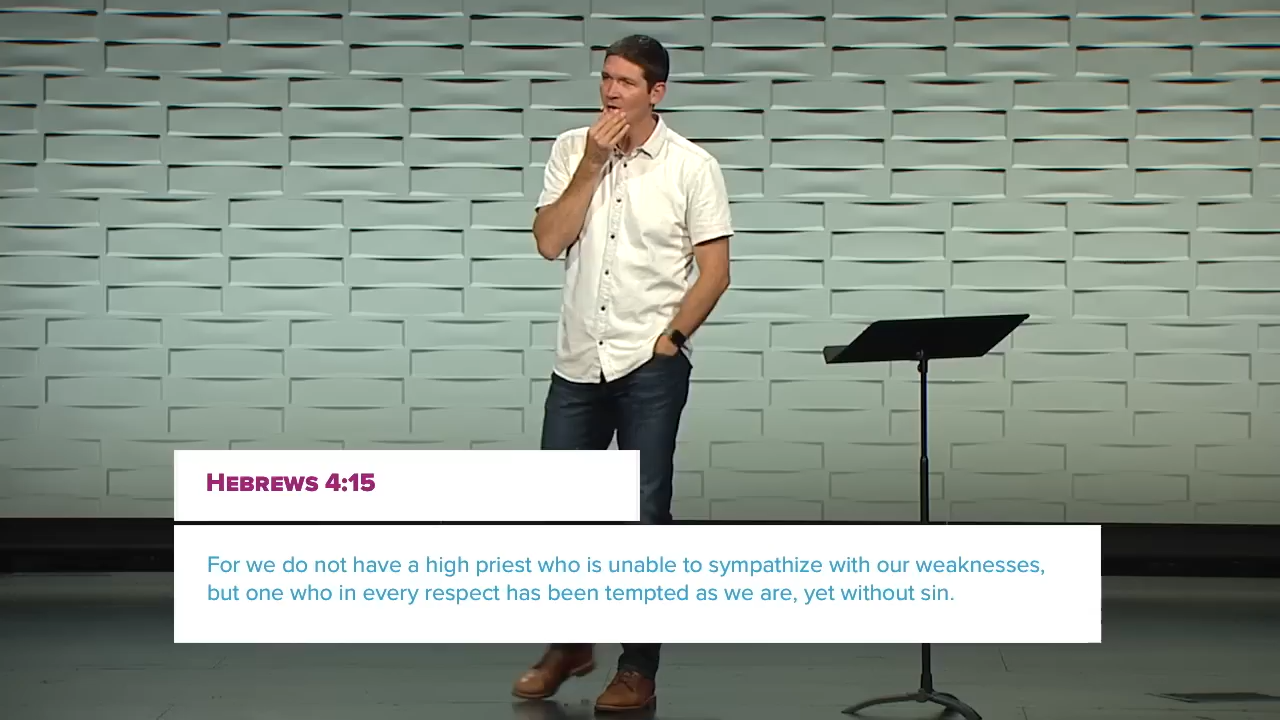 Hebrews 4:15
For we do not have a high priest who is unable to sympathize with our weaknesses,
but one who in every respect has been tempted as we are, yet without sin.